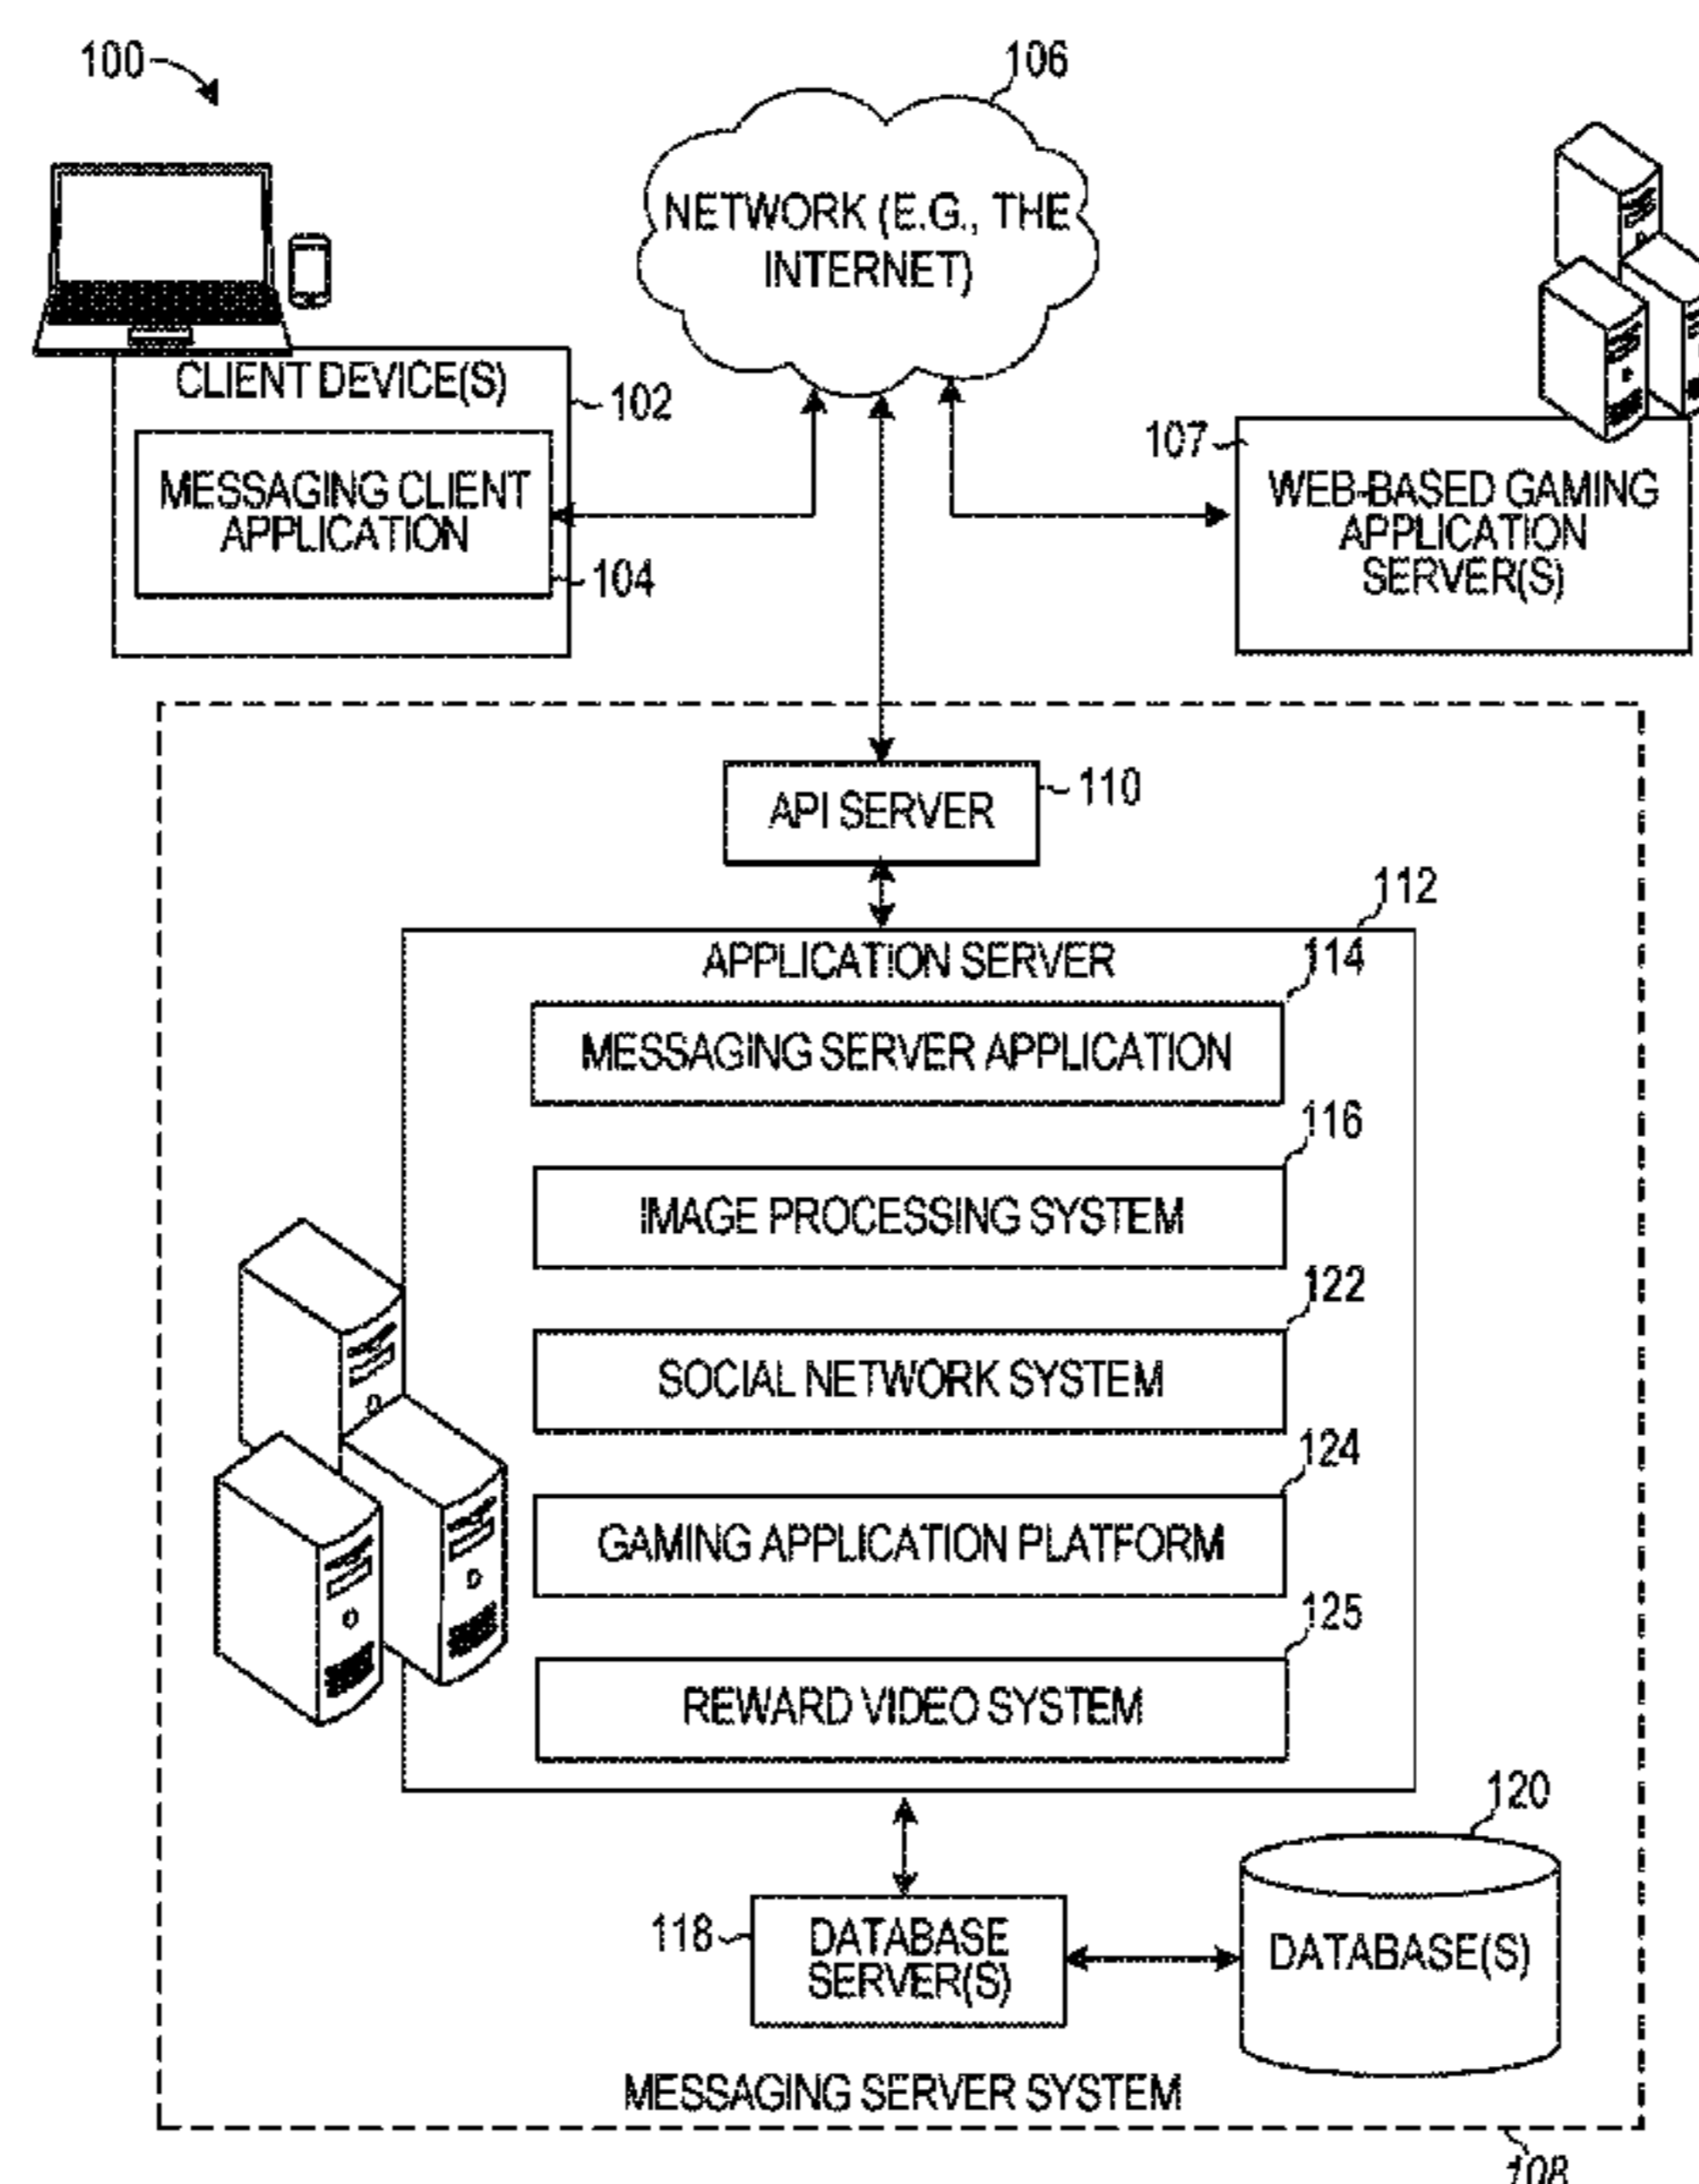 100
106
NETWORK (E.G., THE
INTERNET)
CLIENT DEVICE(S)
102
MESSAGING CLIENT
APPLICATION
104
107
WEB-BASED GAMING
APPLICATION
SERVER(S)
API SERVER
110
112
APPLICATION SERVER
114
MESSAGING SERVER APPLICATION
116
IMAGE PROCESSING SYSTEM
122
SOCIAL NETWORK SYSTEM
124
GAMING APPLICATION PLATFORM
125
REWARD VIDEO SYSTEM
120
118
DATABASE
SERVER(S)
DATABASE(S)
MESSAGING SERVER SYSTEM
108